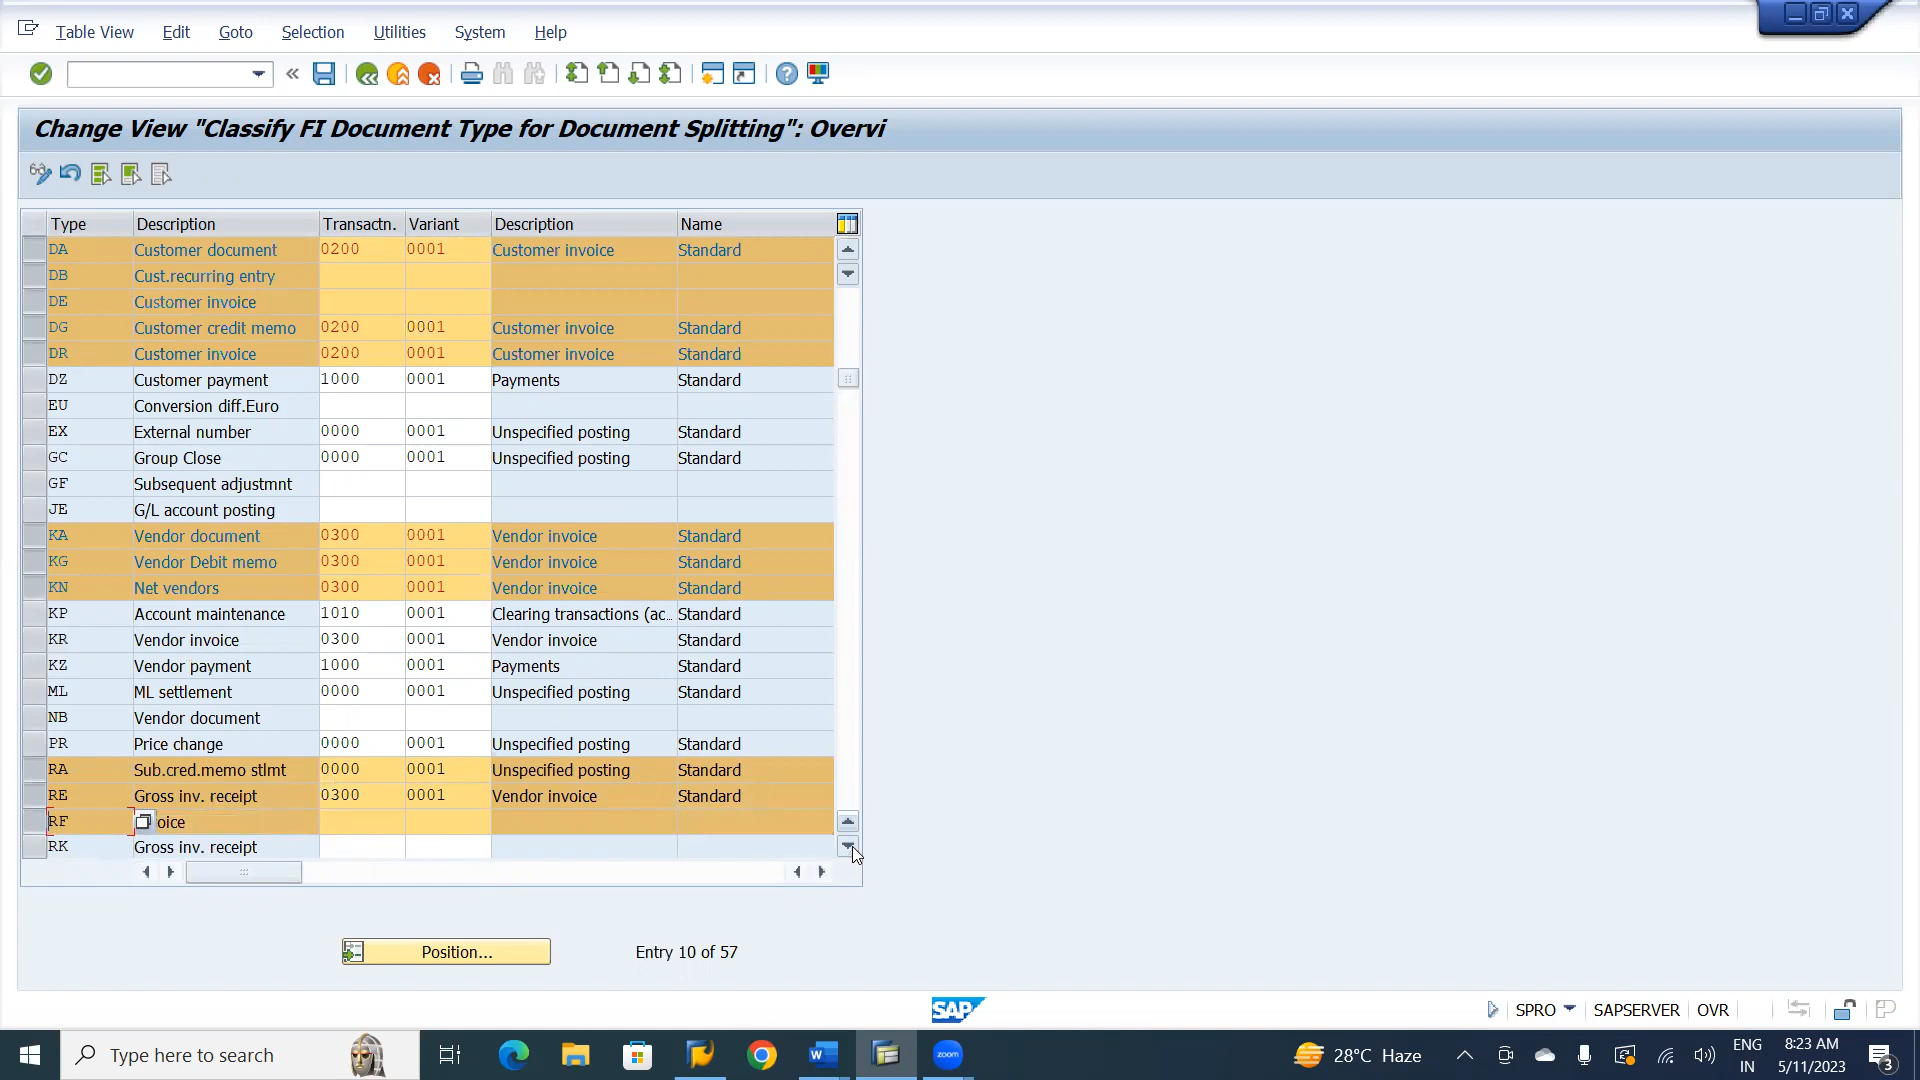 Table View Edit Goto Selection Utilities System Help
Change View "Classify FI Document Type for Document Splitting": Overvi
Type Description Transactn. Variant Description Name
DA Customer document 0200 0001 Customer invoice Standard
DB Cust.recurring entry
DE Customer invoice
DG Customer credit memo 0200 0001 Customer invoice Standard
DR Customer invoice 0200 0001 Customer invoice Standard
DZ Customer payment 1000 0001 Payments Standard
EU Conversion diff.Euro
EX External number 0000 0001 Unspecified posting Standard
GC Group Close 0000 0001 Unspecified posting Standard
GF Subsequent adjustmnt
JE G/L account posting
KA Vendor document 0300 0001 Vendor invoice Standard
KG Vendor Debit memo 0300 0001 Vendor invoice Standard
KN Net vendors 0300 0001 Vendor invoice Standard
KP Account maintenance 1010 0001 Clearing transactions (ac... Standard
KR Vendor invoice 0300 0001 Vendor invoice Standard
KZ Vendor payment 1000 0001 Payments Standard
ML ML settlement 0000 0001 Unspecified posting Standard
NB Vendor document
PR Price change 0000 0001 Unspecified posting Standard
RA Sub.cred.memo stlmt 0000 0001 Unspecified posting Standard
RE Gross inv. receipt 0300 0001 Vendor invoice Standard
RF oice
RK Gross inv. receipt
Position... Entry 10 of 57
SAP SPRO SAPSERVER OVR
Type here to search
zoom
28°C Haze
ENG
IN
8:23 AM
5/11/2023
3